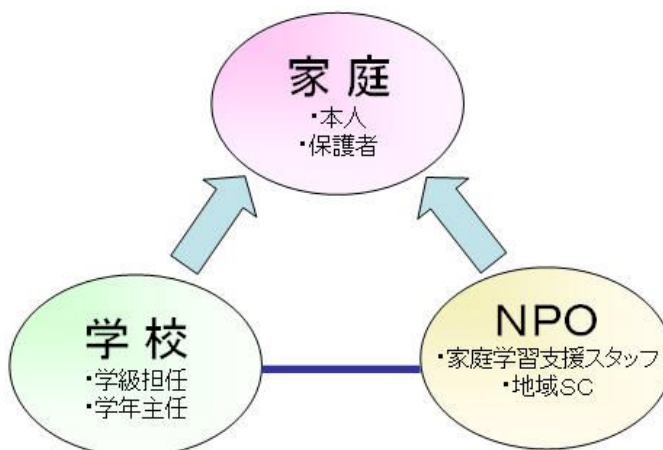 家庭
・本人
・保護者
学校
・学級担任
・学年主任
NPO
・家庭学習支援スタッフ
・地域SC